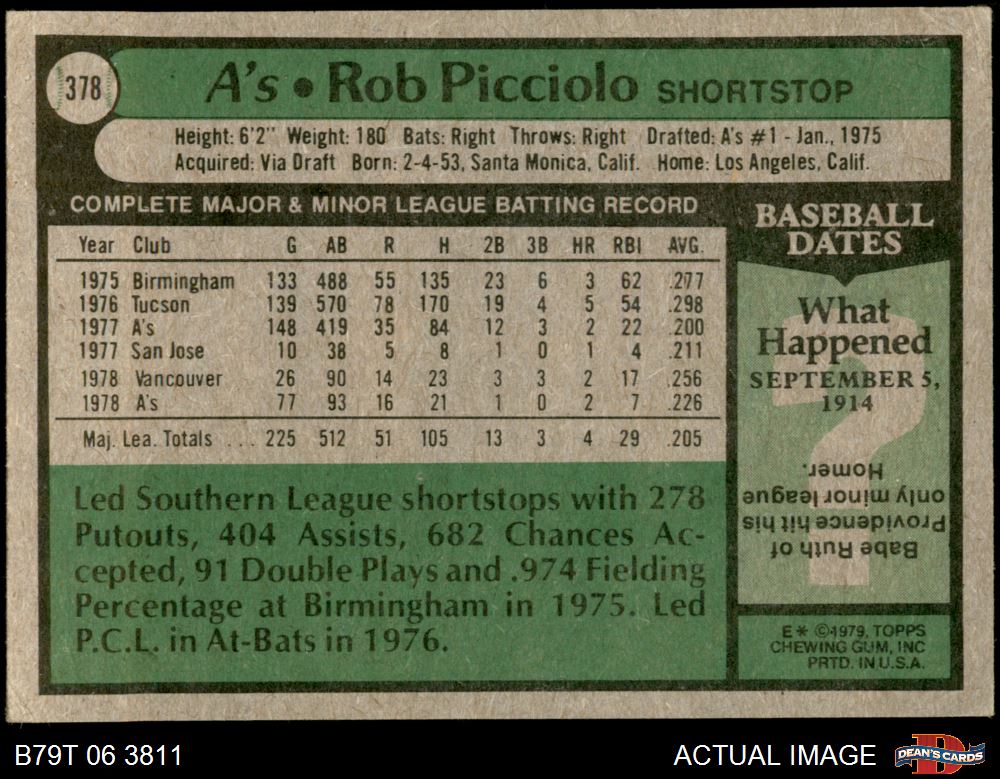 378
A's • Rob Picciolo SHORTSTOP
Height: 6'2" Weight: 180 Bats: Right Throws: Right Drafted: A's #1 - Jan., 1975
Acquired: Via Draft Born: 2-4-53, Santa Monica, Calif. Home: Los Angeles, Calif.
COMPLETE MAJOR & MINOR LEAGUE BATTING RECORD
Year Club G AB R H 2B 3B HR RBI AVG.
1975 Birmingham 133 488 55 135 23 6 3 62 .277
1976 Tucson 139 570 78 170 19 4 5 54 .298
1977 A's 148 419 35 84 12 3 2 22 .200
1977 San Jose 10 38 5 8 1 0 1 4 .211
1978 Vancouver 26 90 14 23 3 3 2 17 .256
1978 A's 77 93 16 21 1 0 2 7 .226
Maj. Lea. Totals ... 225 512 51 105 13 3 4 29 .205
Led Southern League shortstops with 278
Putouts, 404 Assists, 682 Chances Ac-
cepted, 91 Double Plays and .974 Fielding
Percentage at Birmingham in 1975. Led
P.C.L. in At-Bats in 1976.
BASEBALL
DATES
What
Happened
SEPTEMBER 5,
1914
?
Babe Ruth of
Providence hit his
only minor league
Homer.
E* ©1979, TOPPS
CHEWING GUM, INC
PRTD. IN U.S.A.
B79T 06 3811
ACTUAL IMAGE
D
DEAN'S CARDS